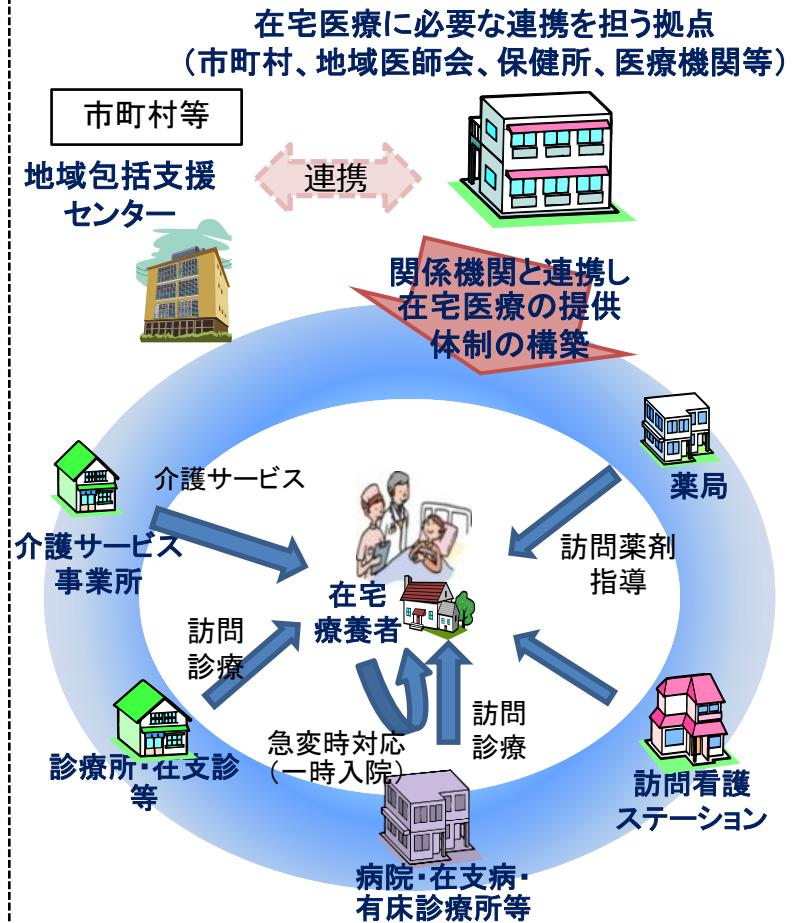 在宅医療に必要な連携を担う拠点
（市町村、地域医師会、保健所、医療機関等）
市町村等
地域包括支援
センター
連携
関係機関と連携し
在宅医療の提供
体制の構築
薬局
介護サービス
介護サービス
事業所
訪問薬剤
指導
在宅
療養者
訪問
診療
診療所・在支診
等
急変時対応
（一時入院）
訪問
診療
訪問看護
ステーション
病院・在支病・
有床診療所等